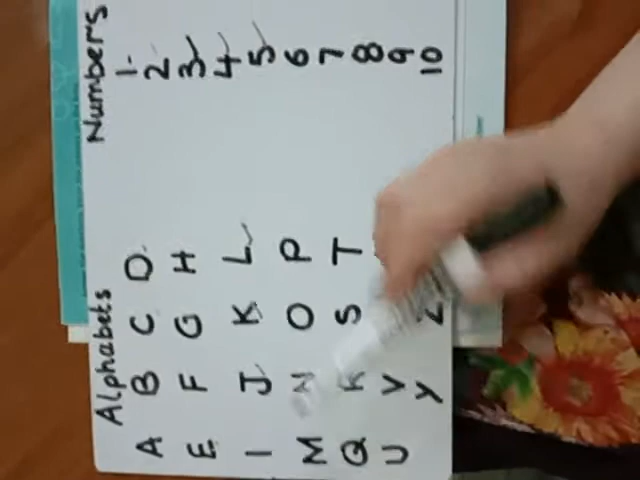 Alphabets
A B C D
E F G H
I J K L
M N O P
Q R S T
U V
Y Z
Numbers
1
2
3
4
5
6
7
8
9
10